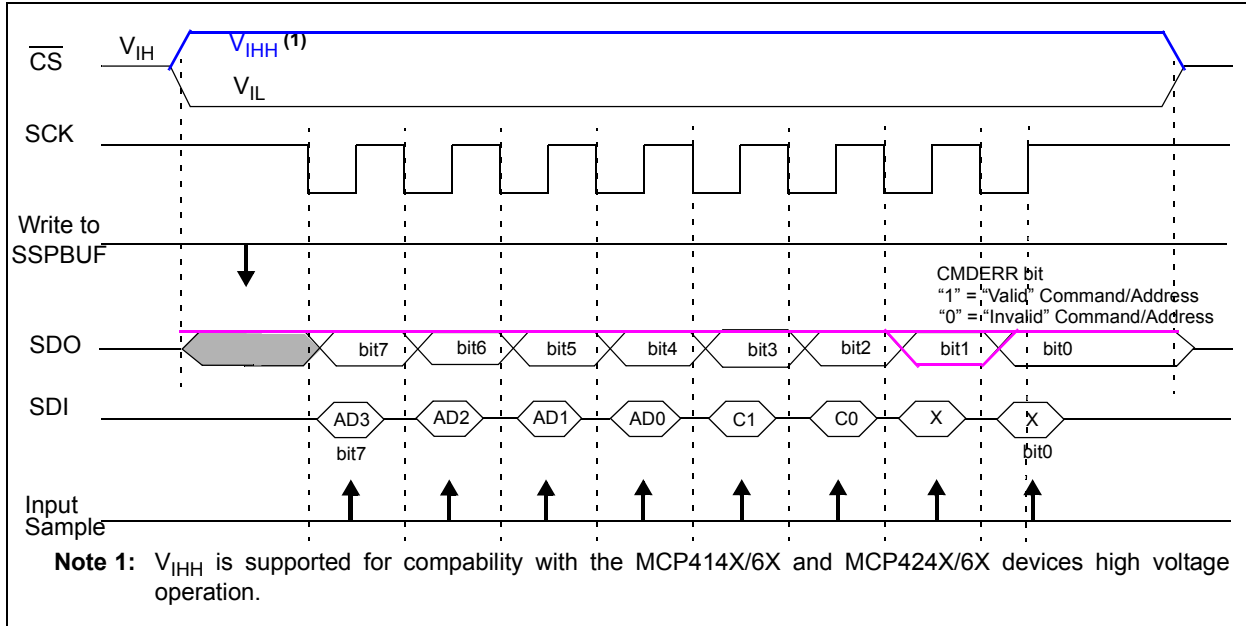 CS
VIH
VIHH (1)
VIL
SCK
Write to
SSPBUF
CMDERR bit
“1” = “Valid” Command/Address
“0” = “Invalid” Command/Address
SDO
bit7 bit6 bit5 bit4 bit3 bit2 bit1 bit0
SDI
AD3 AD2 AD1 AD0 C1 C0 X X
bit7 bit0
Input
Sample
Note 1: VIHH is supported for compability with the MCP414X/6X and MCP424X/6X devices high voltage
operation.